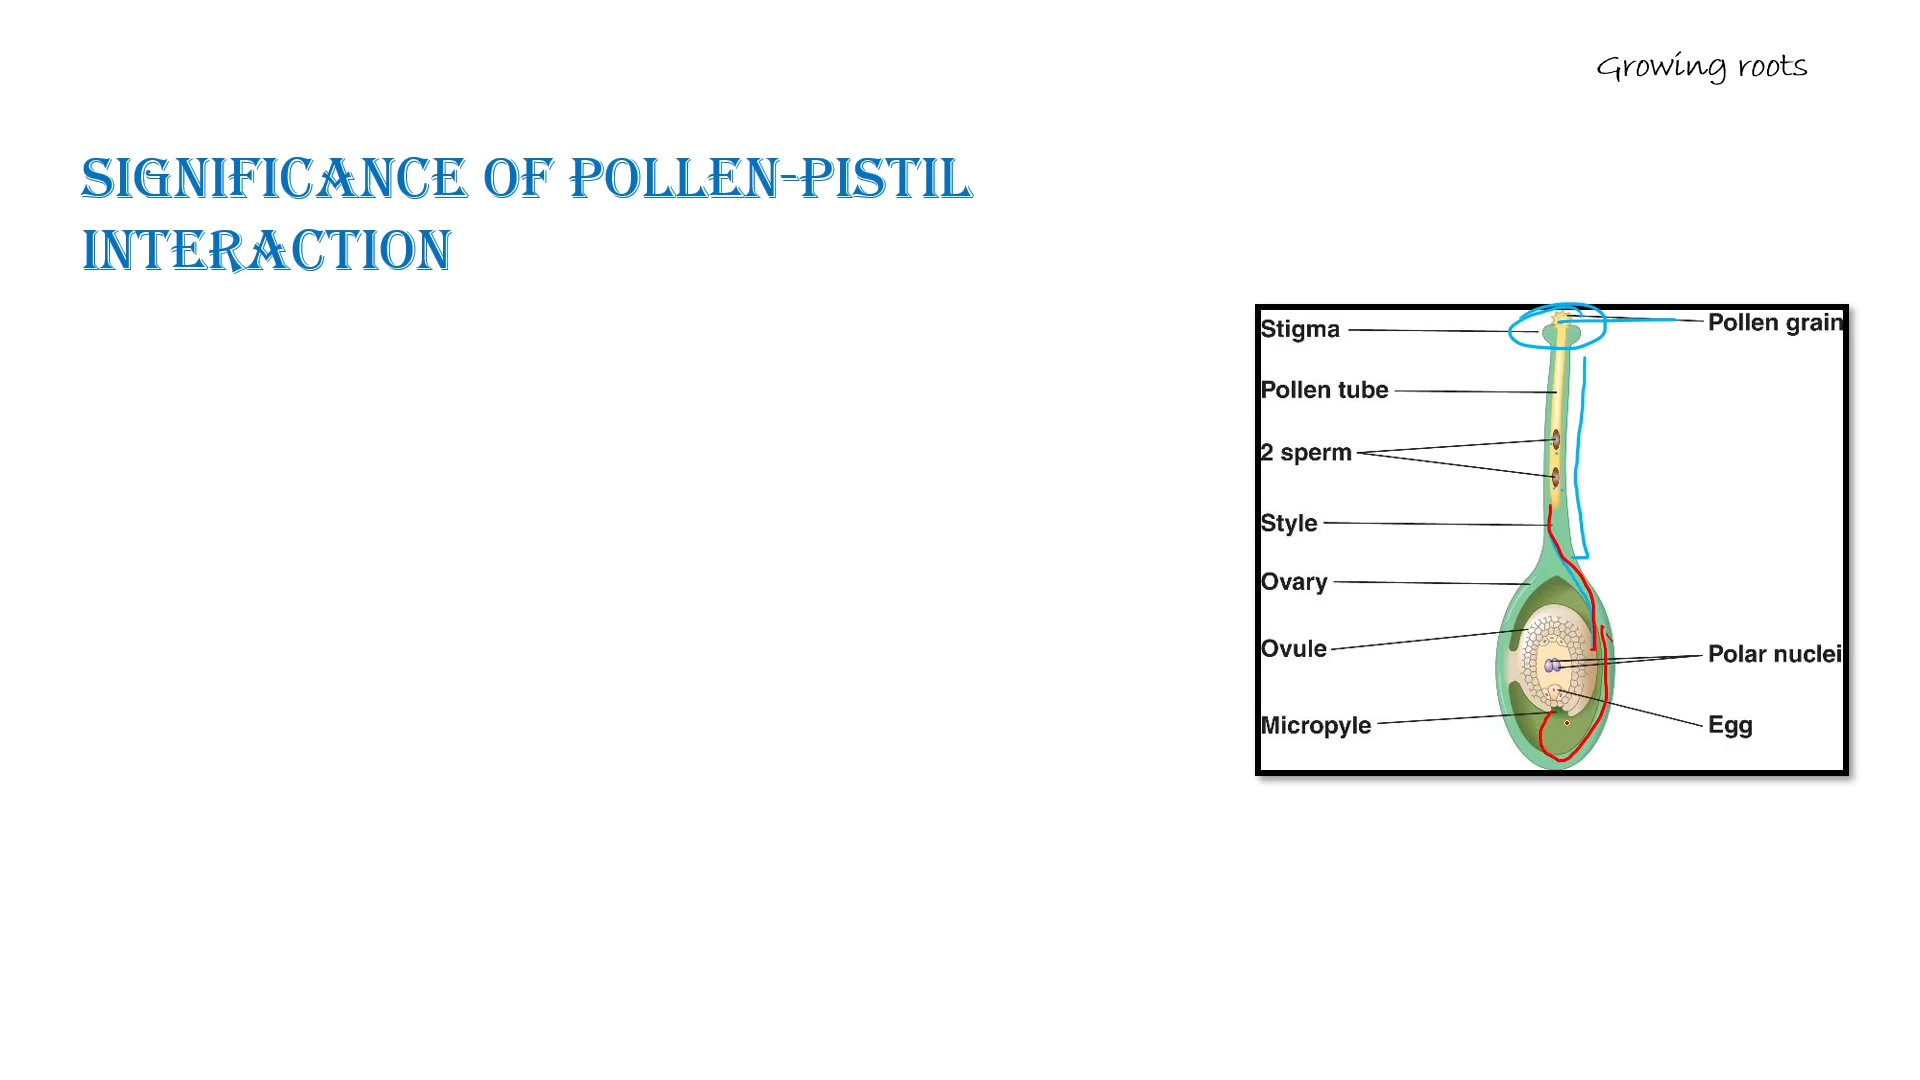 Growing roots
SIGNIFICANCE OF POLLEN-PISTIL
INTERACTION
Stigma
Pollen grain
Pollen tube
2 sperm
Style
Ovary
Ovule
Polar nuclei
Micropyle
Egg